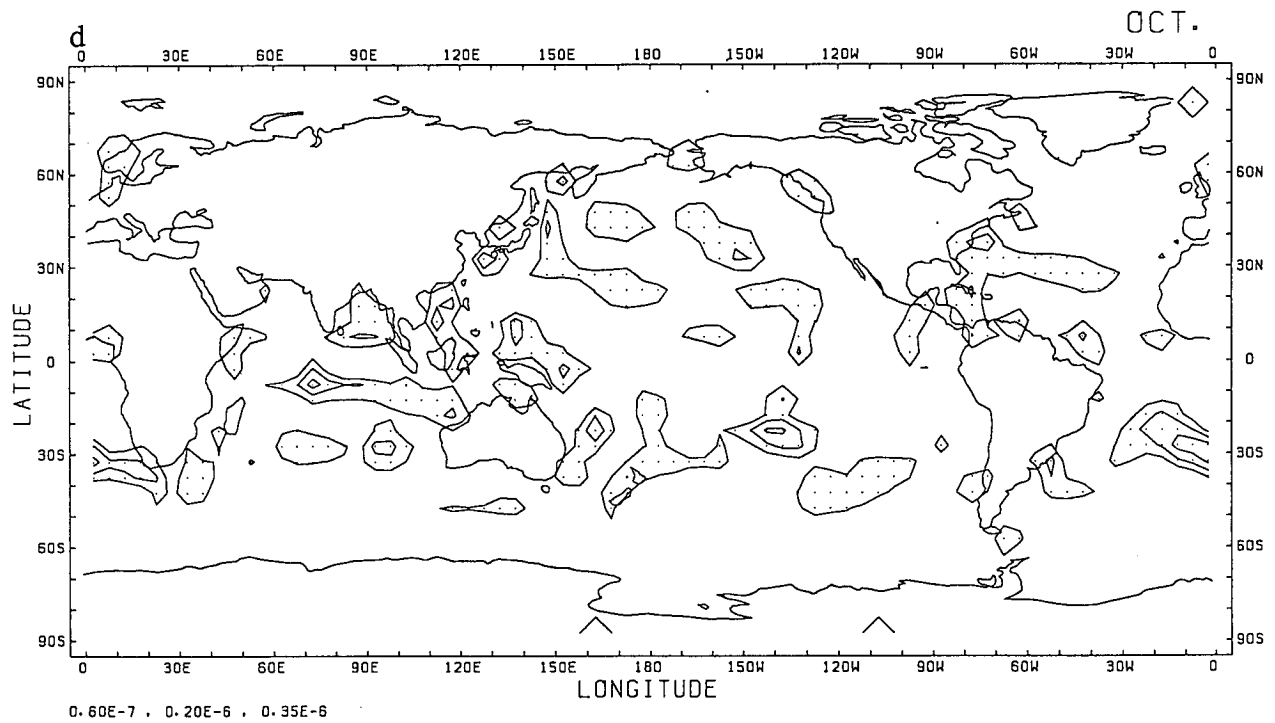 OCT.
d
0 30E 60E 90E 120E 150E 180 150W 120W 90W 60W 30W 0
90N 90N
60N 60N
30N 30N
0 0
30S 30S
60S 60S
90S 90S
LATITUDE
0 30E 60E 90E 120E 150E 180 150W 120W 90W 60W 30W 0
LONGITUDE
0.60E-7 , 0.20E-6 , 0.35E-6